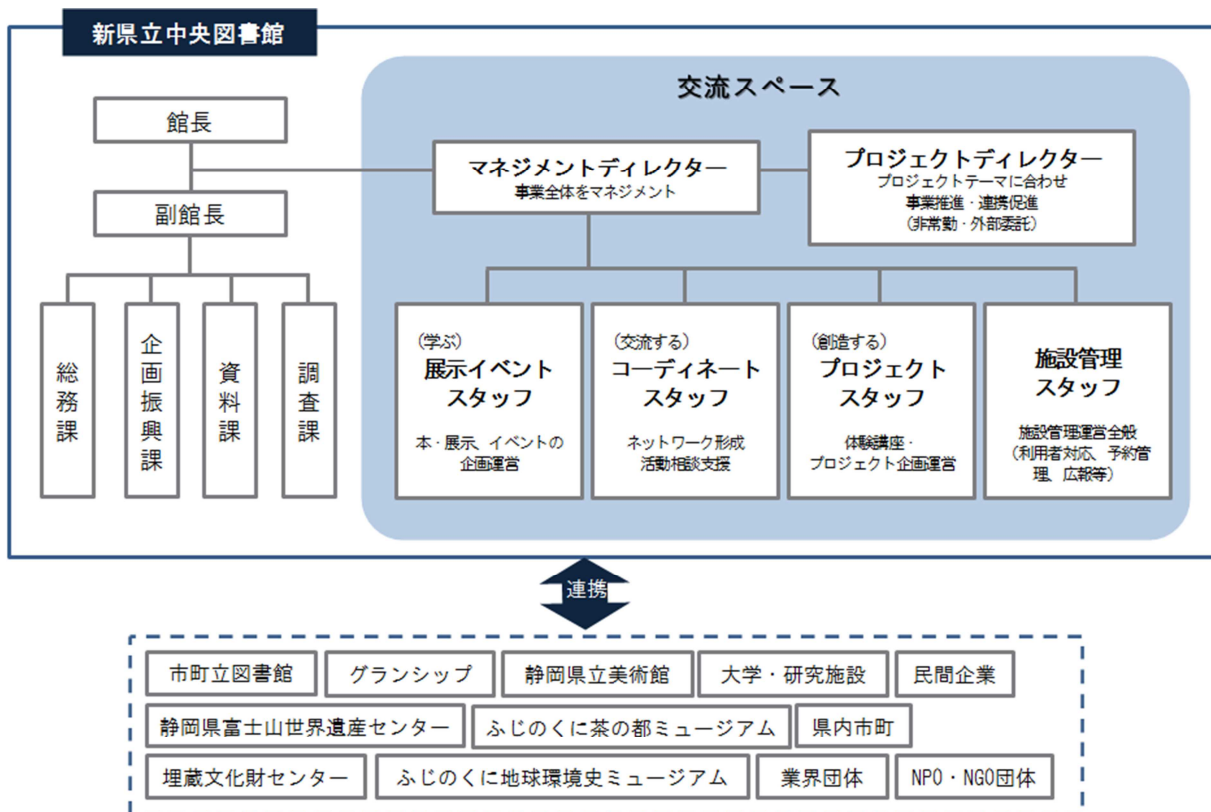 新県立中央図書館
交流スペース
館長
副館長
総務課
企画振興課
資料課
調査課
マネジメントディレクター
事業全体をマネジメント
プロジェクトディレクター
プロジェクトテーマに合わせ
事業推進・連携促進
(非常勤・外部委託)
(学ぶ)
展示イベント
スタッフ
本・展示、イベントの
企画運営
(交流する)
コーディネート
スタッフ
ネットワーク形成
活動相談支援
(創造する)
プロジェクト
スタッフ
体験講座・
プロジェクト企画運営
施設管理
スタッフ
施設管理運営全般
(利用者対応、予約管
理、広報等)
連携
市町立図書館
グランシップ
静岡県立美術館
大学・研究施設
民間企業
静岡県富士山世界遺産センター
ふじのくに茶の都ミュージアム
県内市町
埋蔵文化財センター
ふじのくに地球環境史ミュージアム
業界団体
NPO・NGO団体